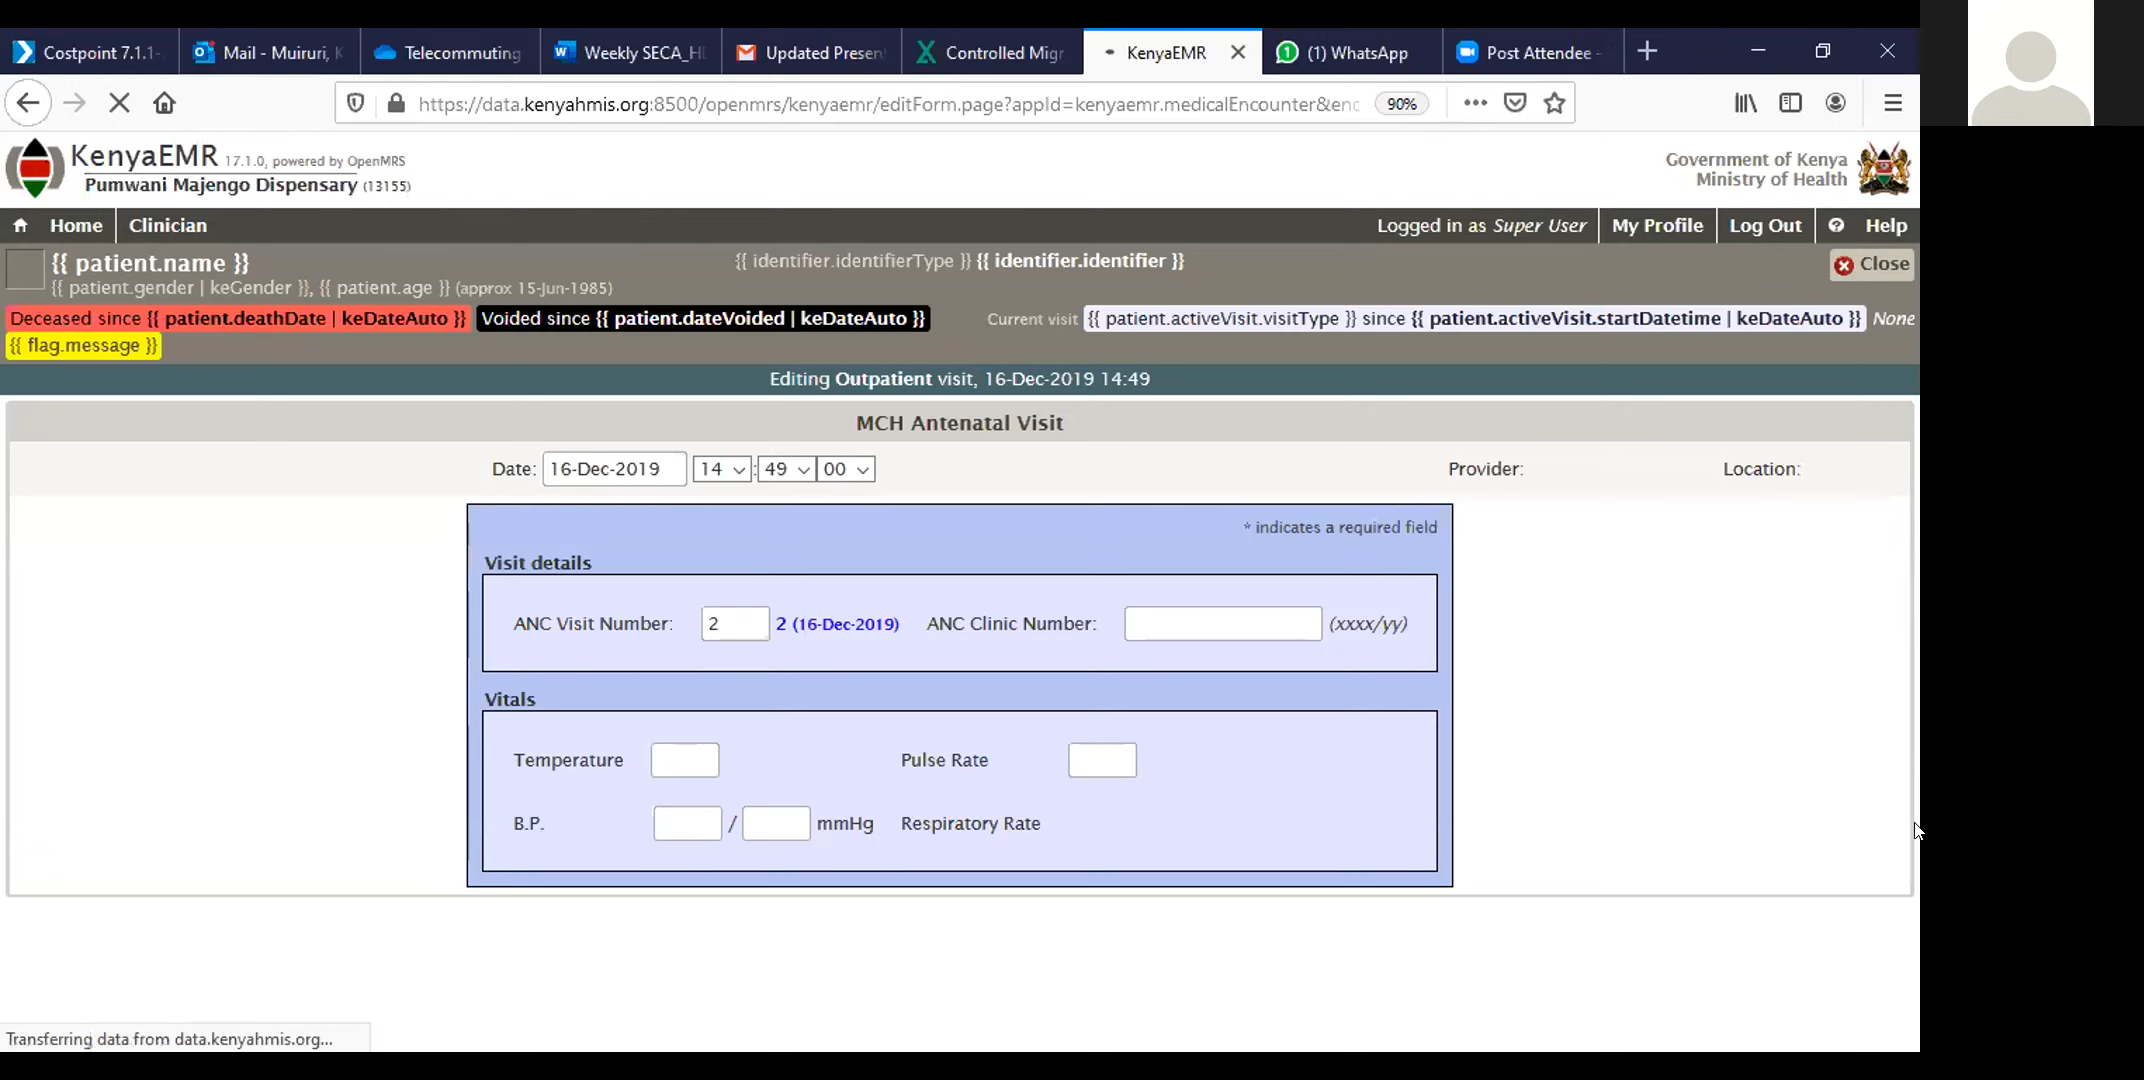 Costpoint 7.1.1- Mail - Muiruri, K Telecommuting Weekly SECA_HI Updated Presen Controlled Migr KenyaEMR (1) WhatsApp Post Attendee -
https://data.kenyahmis.org:8500/openmrs/kenyaemr/editForm.page?appId=kenyaemr.medicalEncounter&enc 90%
KenyaEMR 17.1.0, powered by OpenMRS
Pumwani Majengo Dispensary (13155)
Government of Kenya
Ministry of Health
Home Clinician Logged in as Super User My Profile Log Out Help
{{ patient.name }} {{ identifier.identifierType }} {{ identifier.identifier }} Close
{{ patient.gender | keGender }}, {{ patient.age }} (approx 15-Jun-1985)
Deceased since {{ patient.deathDate | keDateAuto }} Voided since {{ patient.dateVoided | keDateAuto }} Current visit {{ patient.activeVisit.visitType }} since {{ patient.activeVisit.startDatetime | keDateAuto }} None
{{ flag.message }}
Editing Outpatient visit, 16-Dec-2019 14:49
MCH Antenatal Visit
Date: 16-Dec-2019 14 : 49 00 Provider: Location:
* indicates a required field
Visit details
ANC Visit Number: 2 2 (16-Dec-2019) ANC Clinic Number: (xxxx/yy)
Vitals
Temperature Pulse Rate
B.P. / mmHg Respiratory Rate
Transferring data from data.kenyahmis.org...